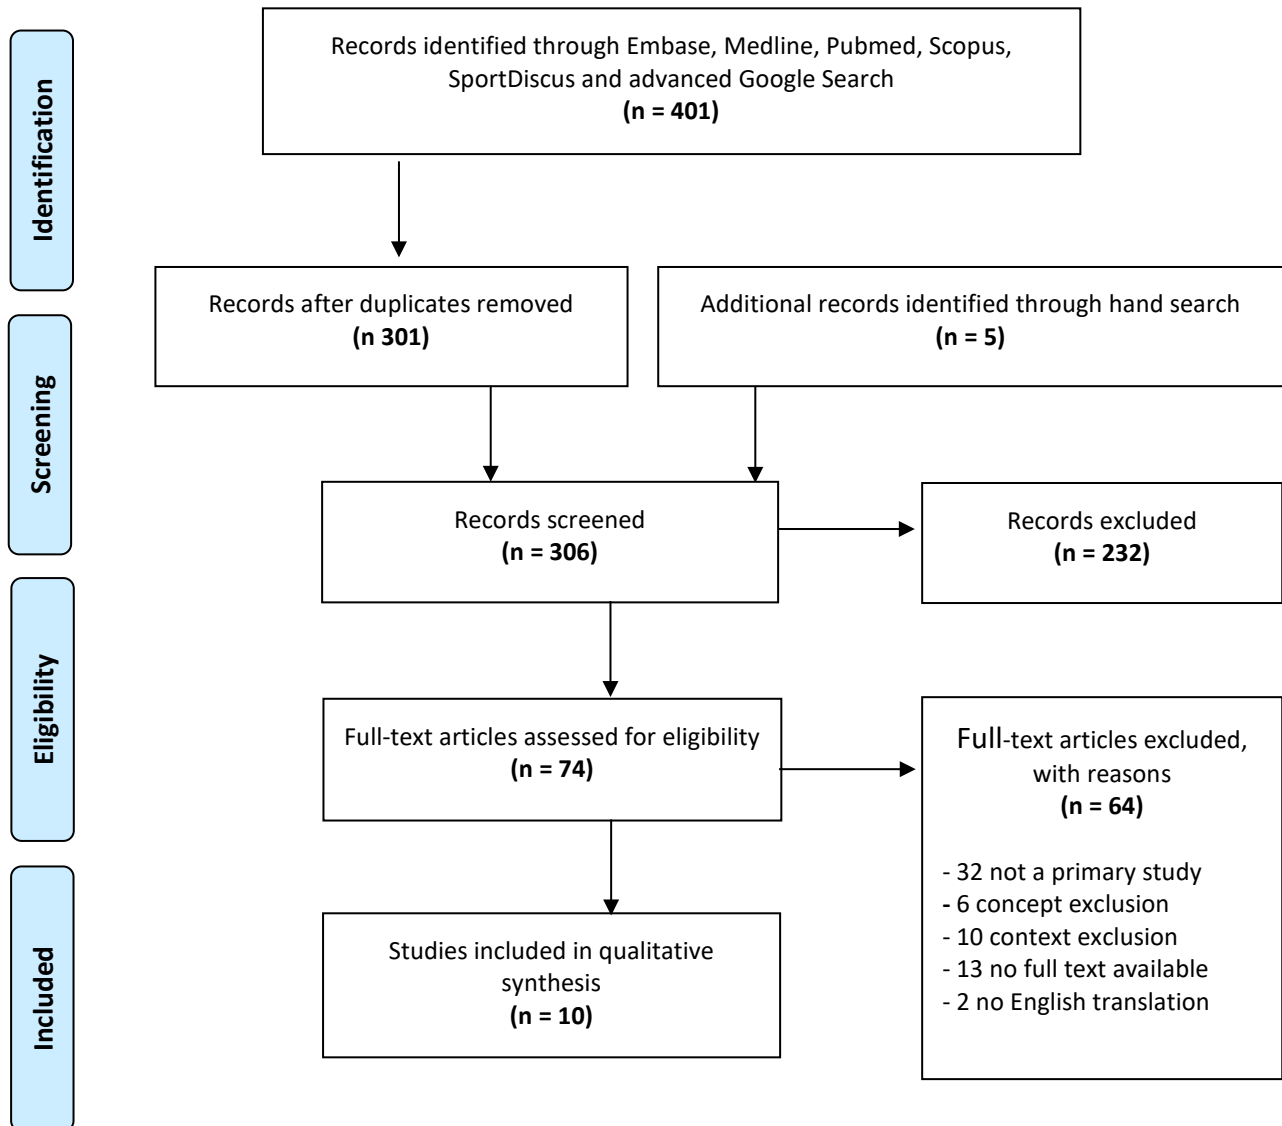 Identification
Records identified through Embase, Medline, Pubmed, Scopus,
SportDiscus and advanced Google Search
(n = 401)
Records after duplicates removed
(n 301)
Additional records identified through hand search
(n = 5)
Screening
Records screened
(n = 306)
Records excluded
(n = 232)
Eligibility
Full-text articles assessed for eligibility
(n = 74)
Full-text articles excluded,
with reasons
(n = 64)
- 32 not a primary study
- 6 concept exclusion
- 10 context exclusion
- 13 no full text available
- 2 no English translation
Included
Studies included in qualitative
synthesis
(n = 10)